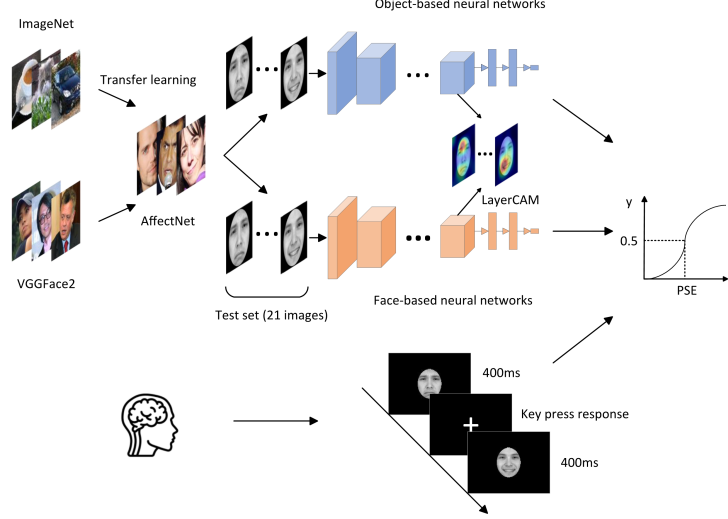 Object-based neural networks
ImageNet
Transfer learning
AffectNet
LayerCAM
VGGFace2
Test set (21 images)
Face-based neural networks
y
0.5
PSE
400ms
Key press response
400ms